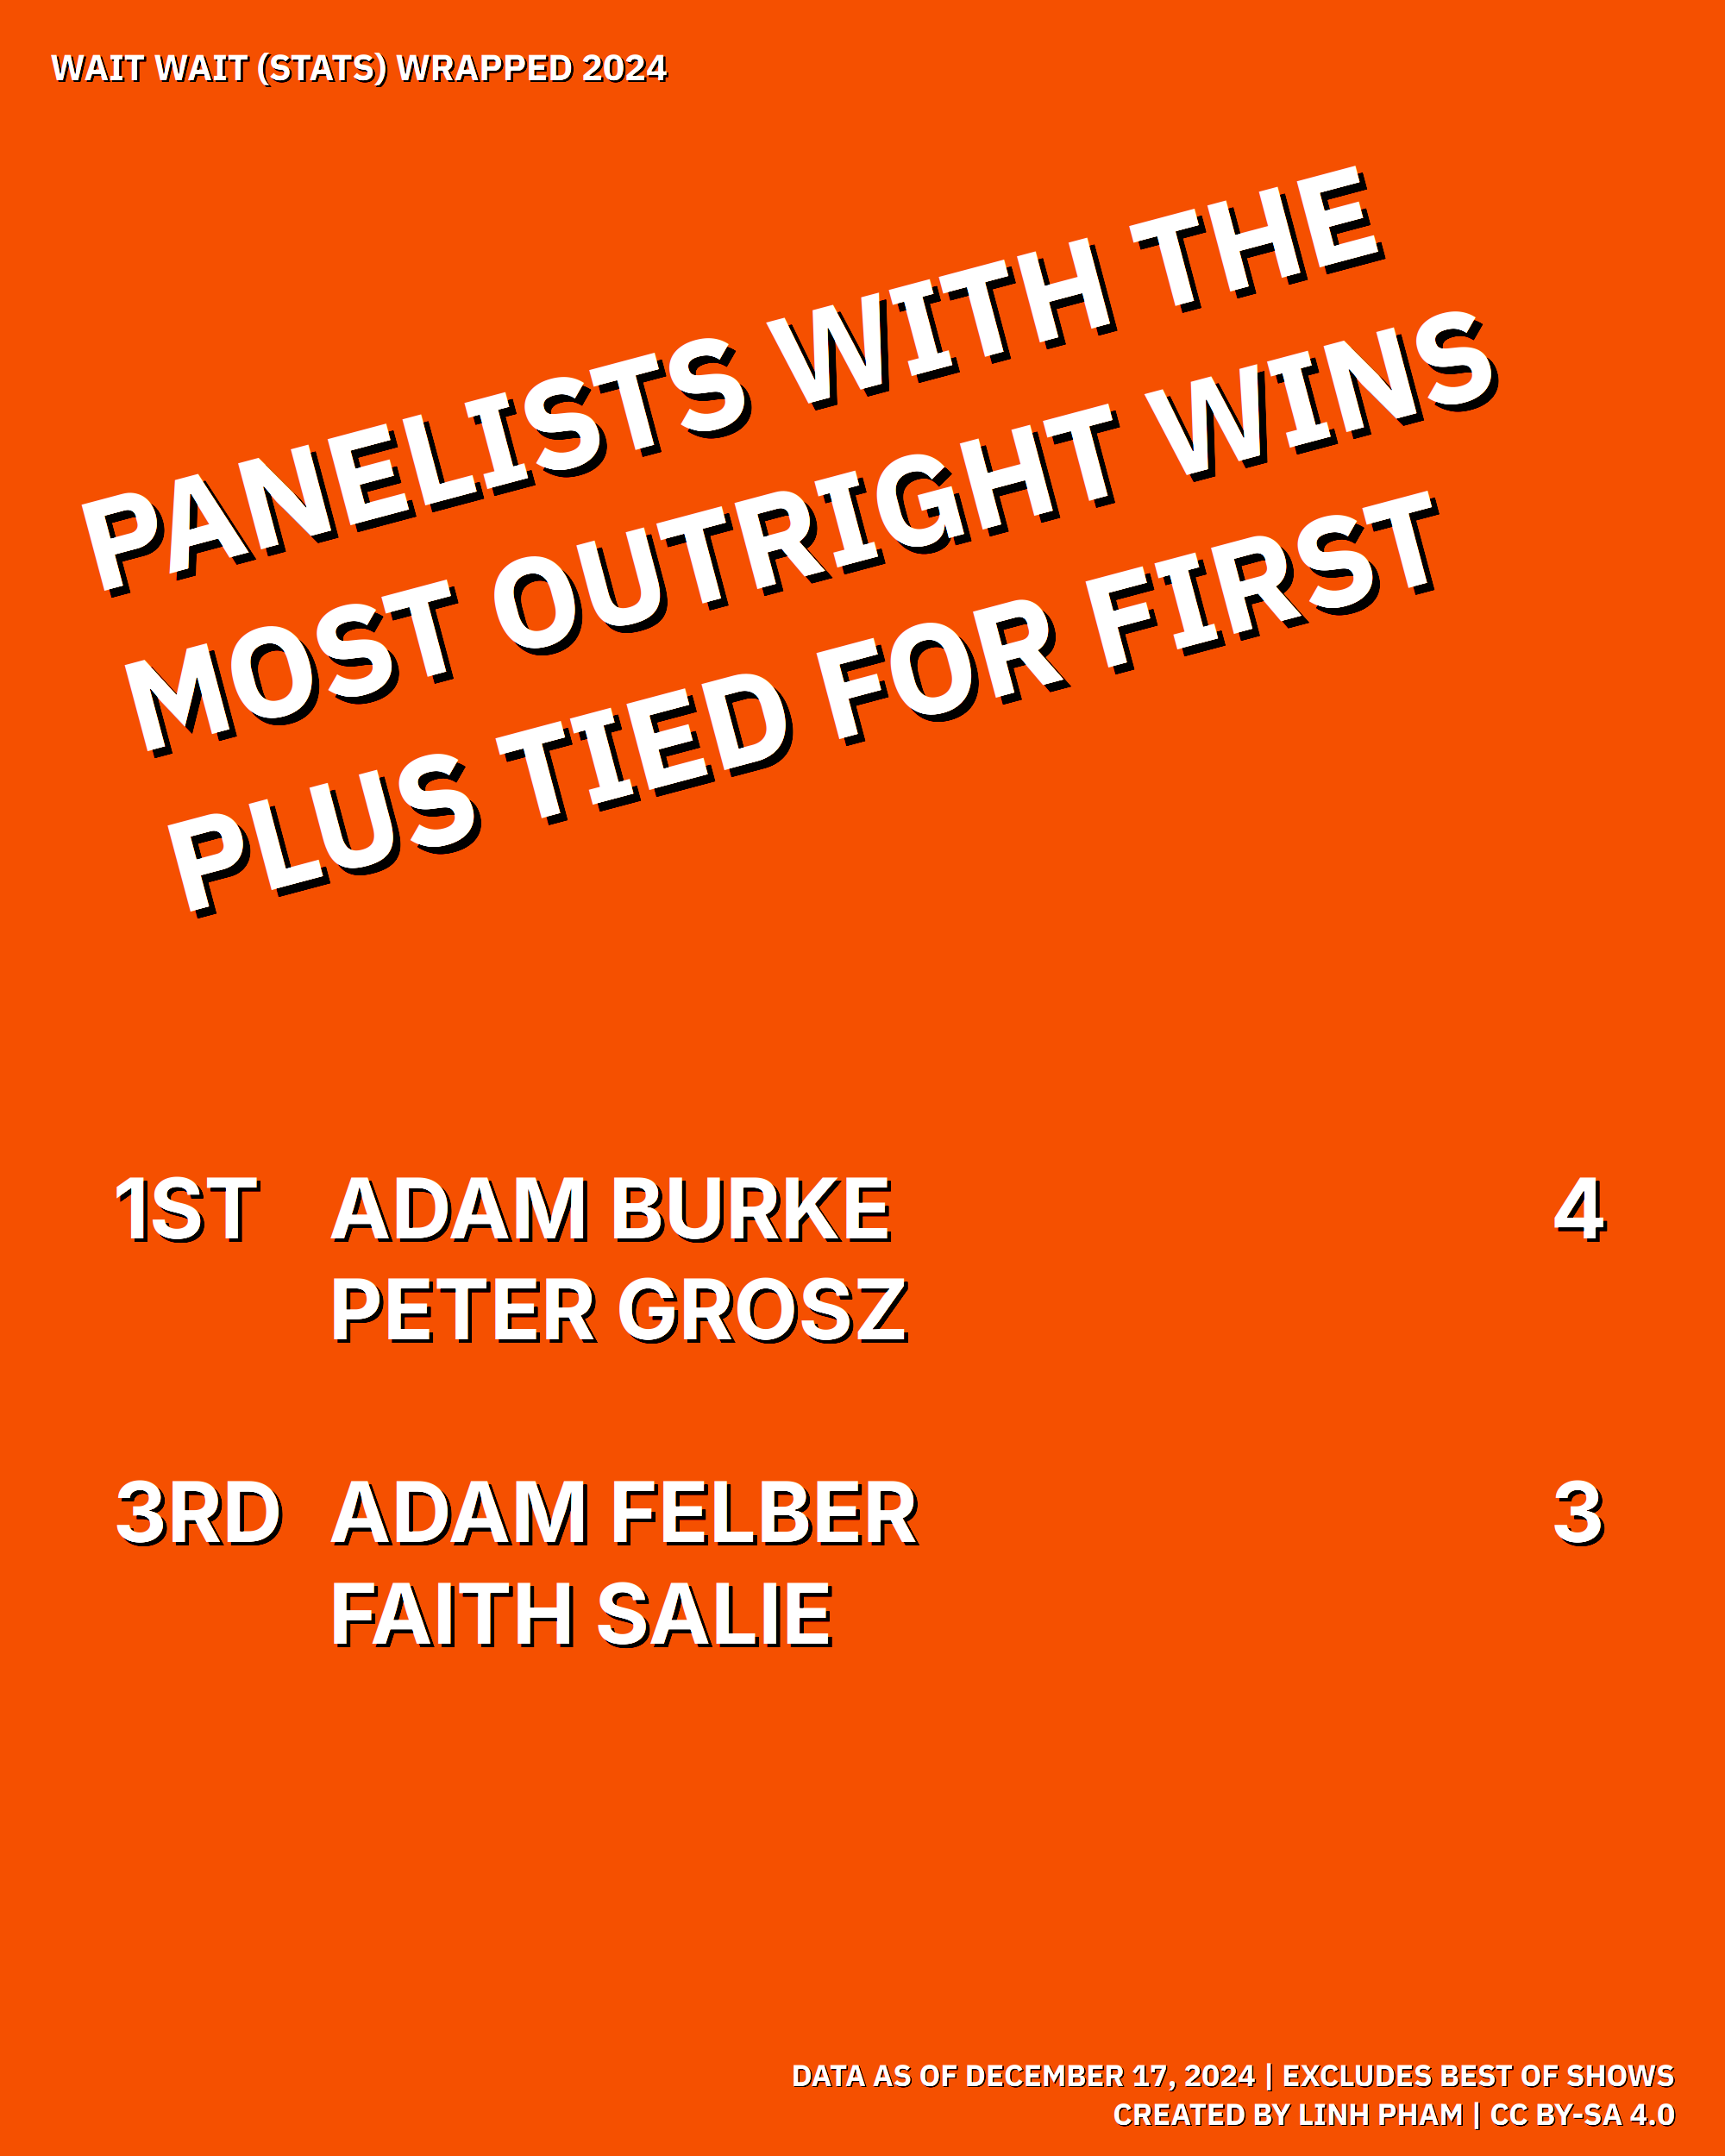 WAIT WAIT (STATS) WRAPPED 2024
PANELISTS WITH THE
MOST OUTRIGHT WINS
PLUS TIED FOR FIRST
1ST ADAM BURKE 4
PETER GROSZ
3RD ADAM FELBER 3
FAITH SALIE
DATA AS OF DECEMBER 17, 2024 | EXCLUDES BEST OF SHOWS
CREATED BY LINH PHAM | CC BY-SA 4.0